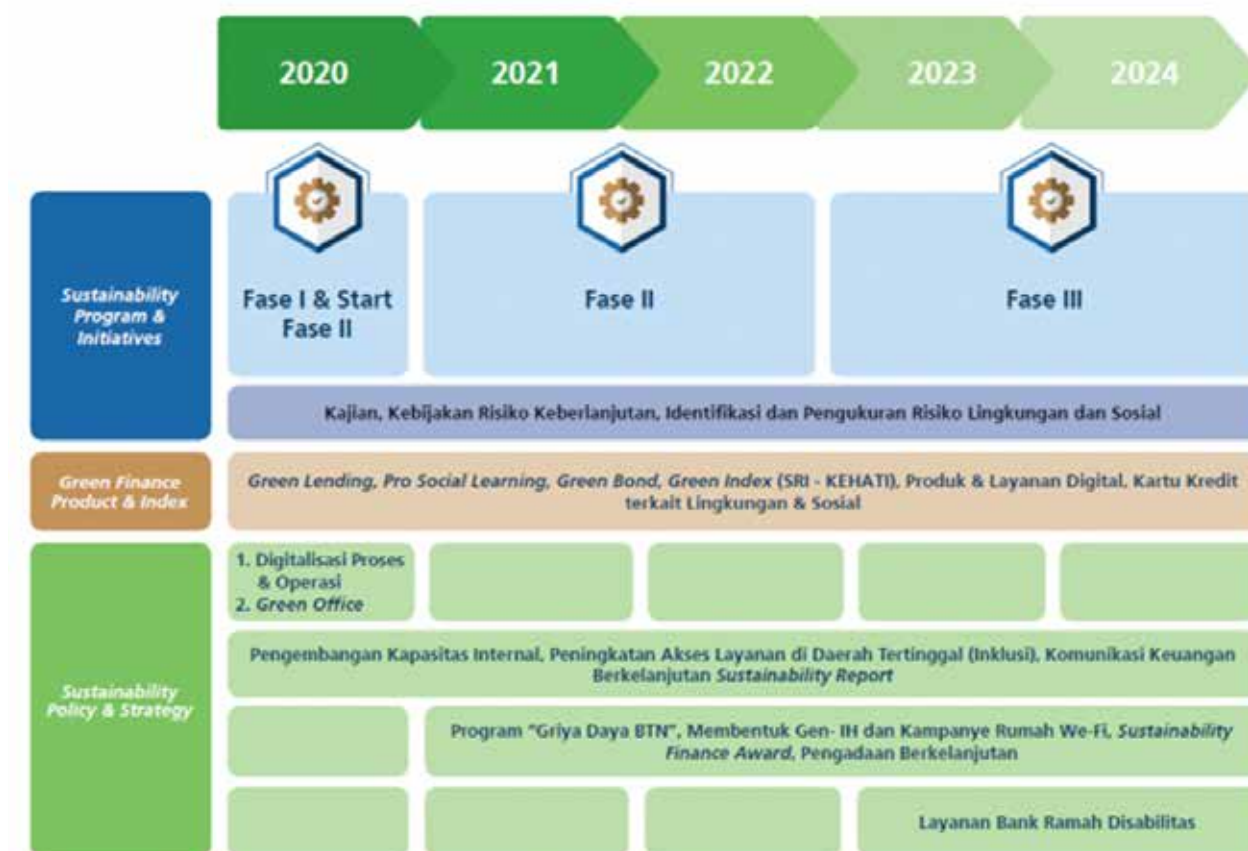 2020
2021
2022
2023
2024
Sustainability
Program &
Initiatives
Fase I & Start
Fase II
Fase II
Fase III
Kajian, Kebijakan Risiko Keberlanjutan, Identifikasi dan Pengukuran Risiko Lingkungan dan Sosial
Green Finance
Product & Index
Green Lending, Pro Social Learning, Green Bond, Green Index (SRI - KEHATI), Produk & Layanan Digital, Kartu Kredit
terkait Lingkungan & Sosial
Sustainability
Policy & Strategy
1. Digitalisasi Proses
& Operasi
2. Green Office
Pengembangan Kapasitas Internal, Peningkatan Akses Layanan di Daerah Tertinggal (Inklusi), Komunikasi Keuangan
Berkelanjutan Sustainability Report
Program "Griya Daya BTN", Membentuk Gen- IH dan Kampanye Rumah We-Fi, Sustainability
Finance Award, Pengadaan Berkelanjutan
Layanan Bank Ramah Disabilitas